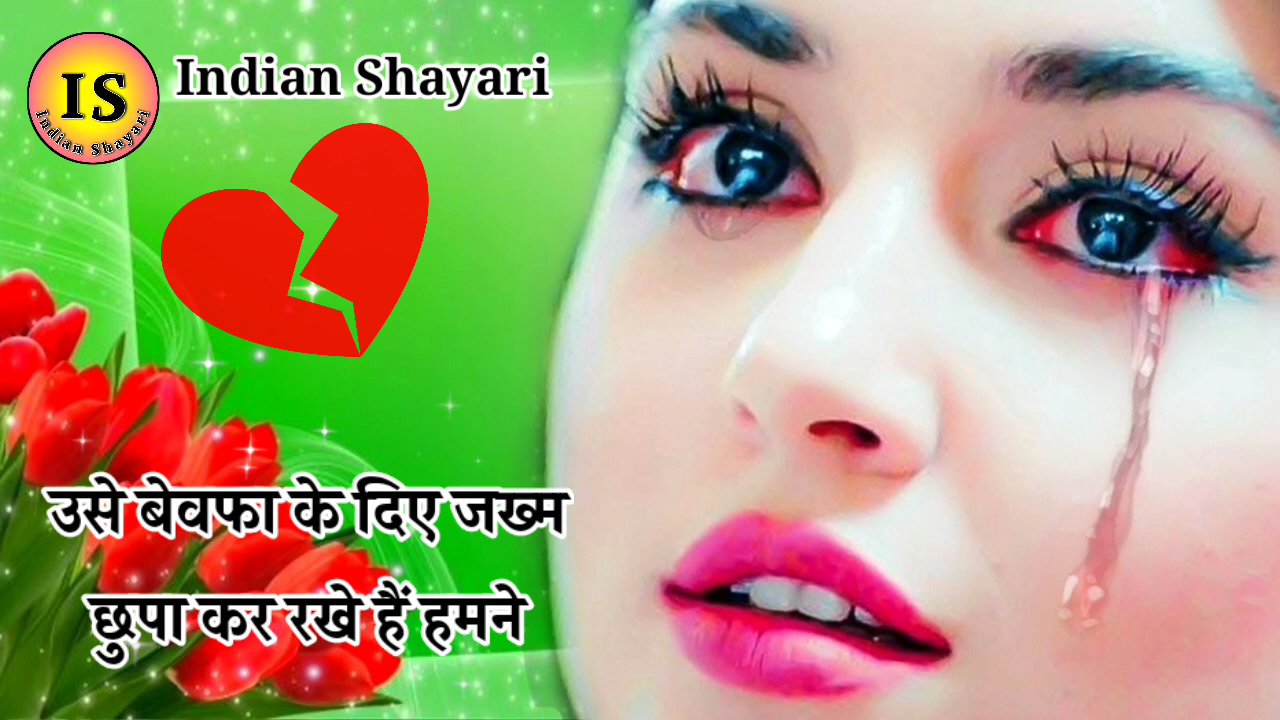 IS
Indian Shayari
Indian Shayari
उसे बेवफा के दिए जख्म
छुपा कर रखे हैं हमने